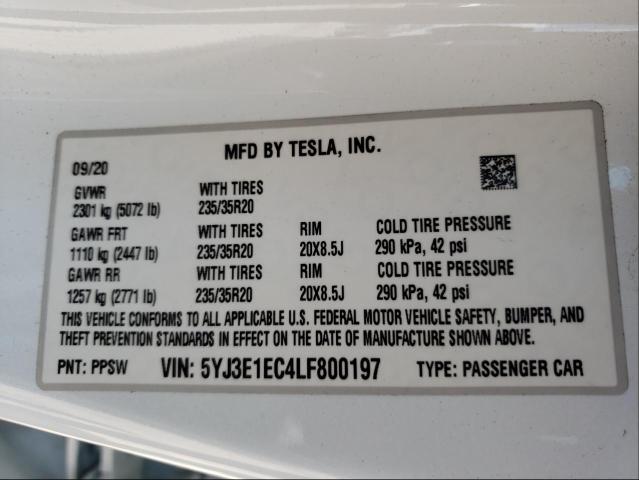 MFD BY TESLA, INC.
09/20
GVWR WITH TIRES
2301 kg (5072 lb) 235/35R20
GAWR FRT WITH TIRES RIM COLD TIRE PRESSURE
1110 kg (2447 lb) 235/35R20 20X8.5J 290 kPa, 42 psi
GAWR RR WITH TIRES RIM COLD TIRE PRESSURE
1257 kg (2771 lb) 235/35R20 20X8.5J 290 kPa, 42 psi
THIS VEHICLE CONFORMS TO ALL APPLICABLE U.S. FEDERAL MOTOR VEHICLE SAFETY, BUMPER, AND
THEFT PREVENTION STANDARDS IN EFFECT ON THE DATE OF MANUFACTURE SHOWN ABOVE.
PNT: PPSW VIN: 5YJ3E1EC4LF800197 TYPE: PASSENGER CAR